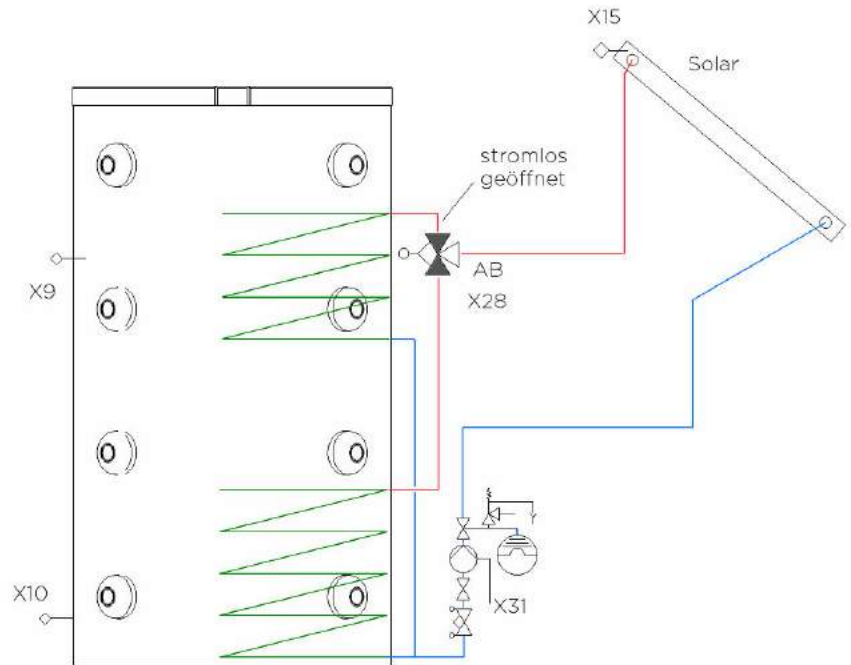 X15
Solar
stromlos
geöffnet
AB
X28
X9
X10
X31